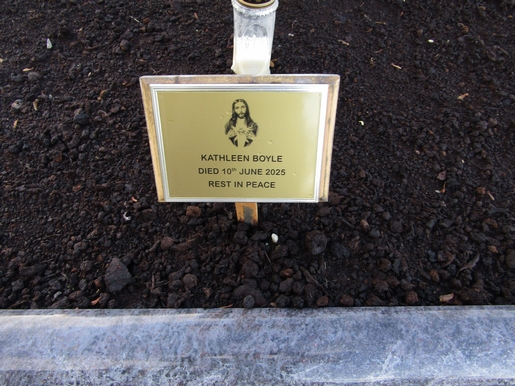 KATHLEEN BOYLE
DIED 10th JUNE 2025
REST IN PEACE